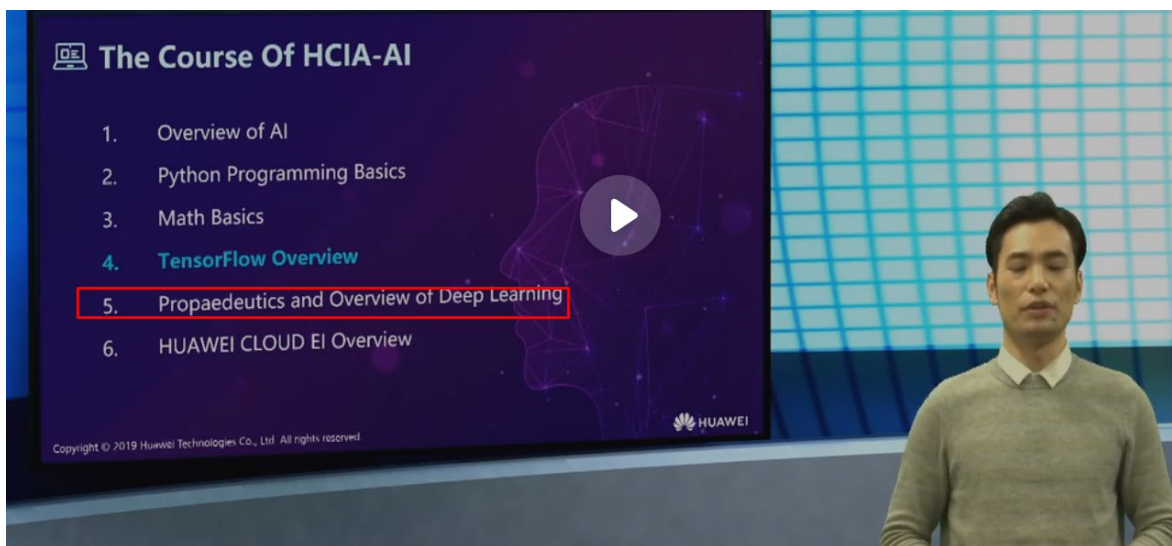 The Course Of HCIA-AI
1. Overview of AI
2. Python Programming Basics
3. Math Basics
4. TensorFlow Overview
5. Propaedeutics and Overview of Deep Learning
6. HUAWEI CLOUD EI Overview
HUAWEI
Copyright © 2019 Huawei Technologies Co., Ltd All rights reserved.